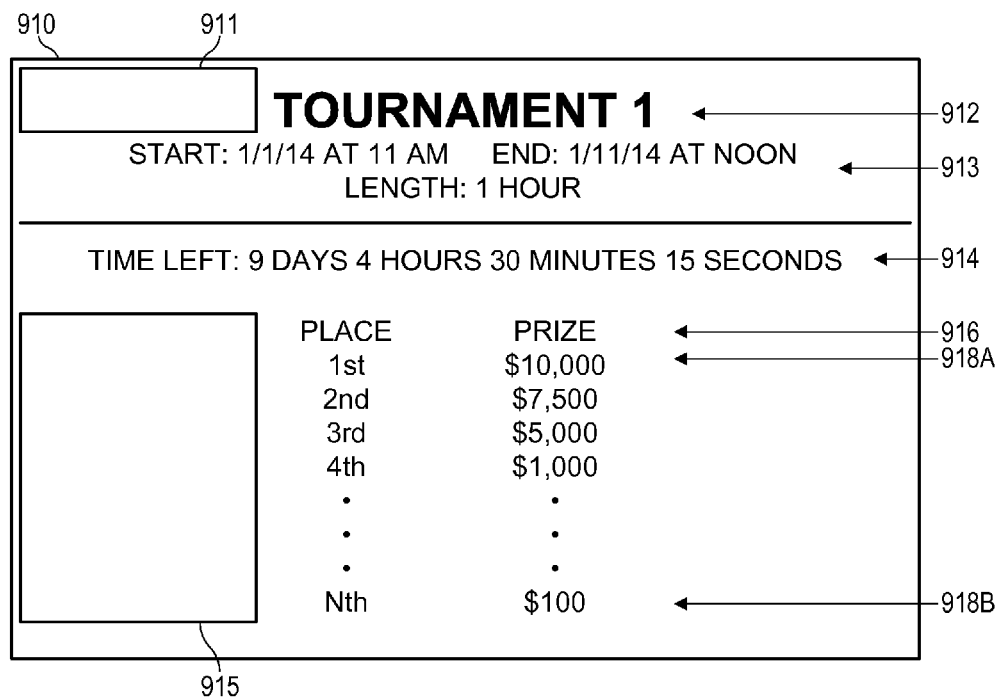 910 911
TOURNAMENT 1 912
START: 1/1/14 AT 11 AM END: 1/11/14 AT NOON 913
LENGTH: 1 HOUR
TIME LEFT: 9 DAYS 4 HOURS 30 MINUTES 15 SECONDS 914
PLACE PRIZE 916
1st $10,000 918A
2nd $7,500
3rd $5,000
4th $1,000
Nth $100 918B
915